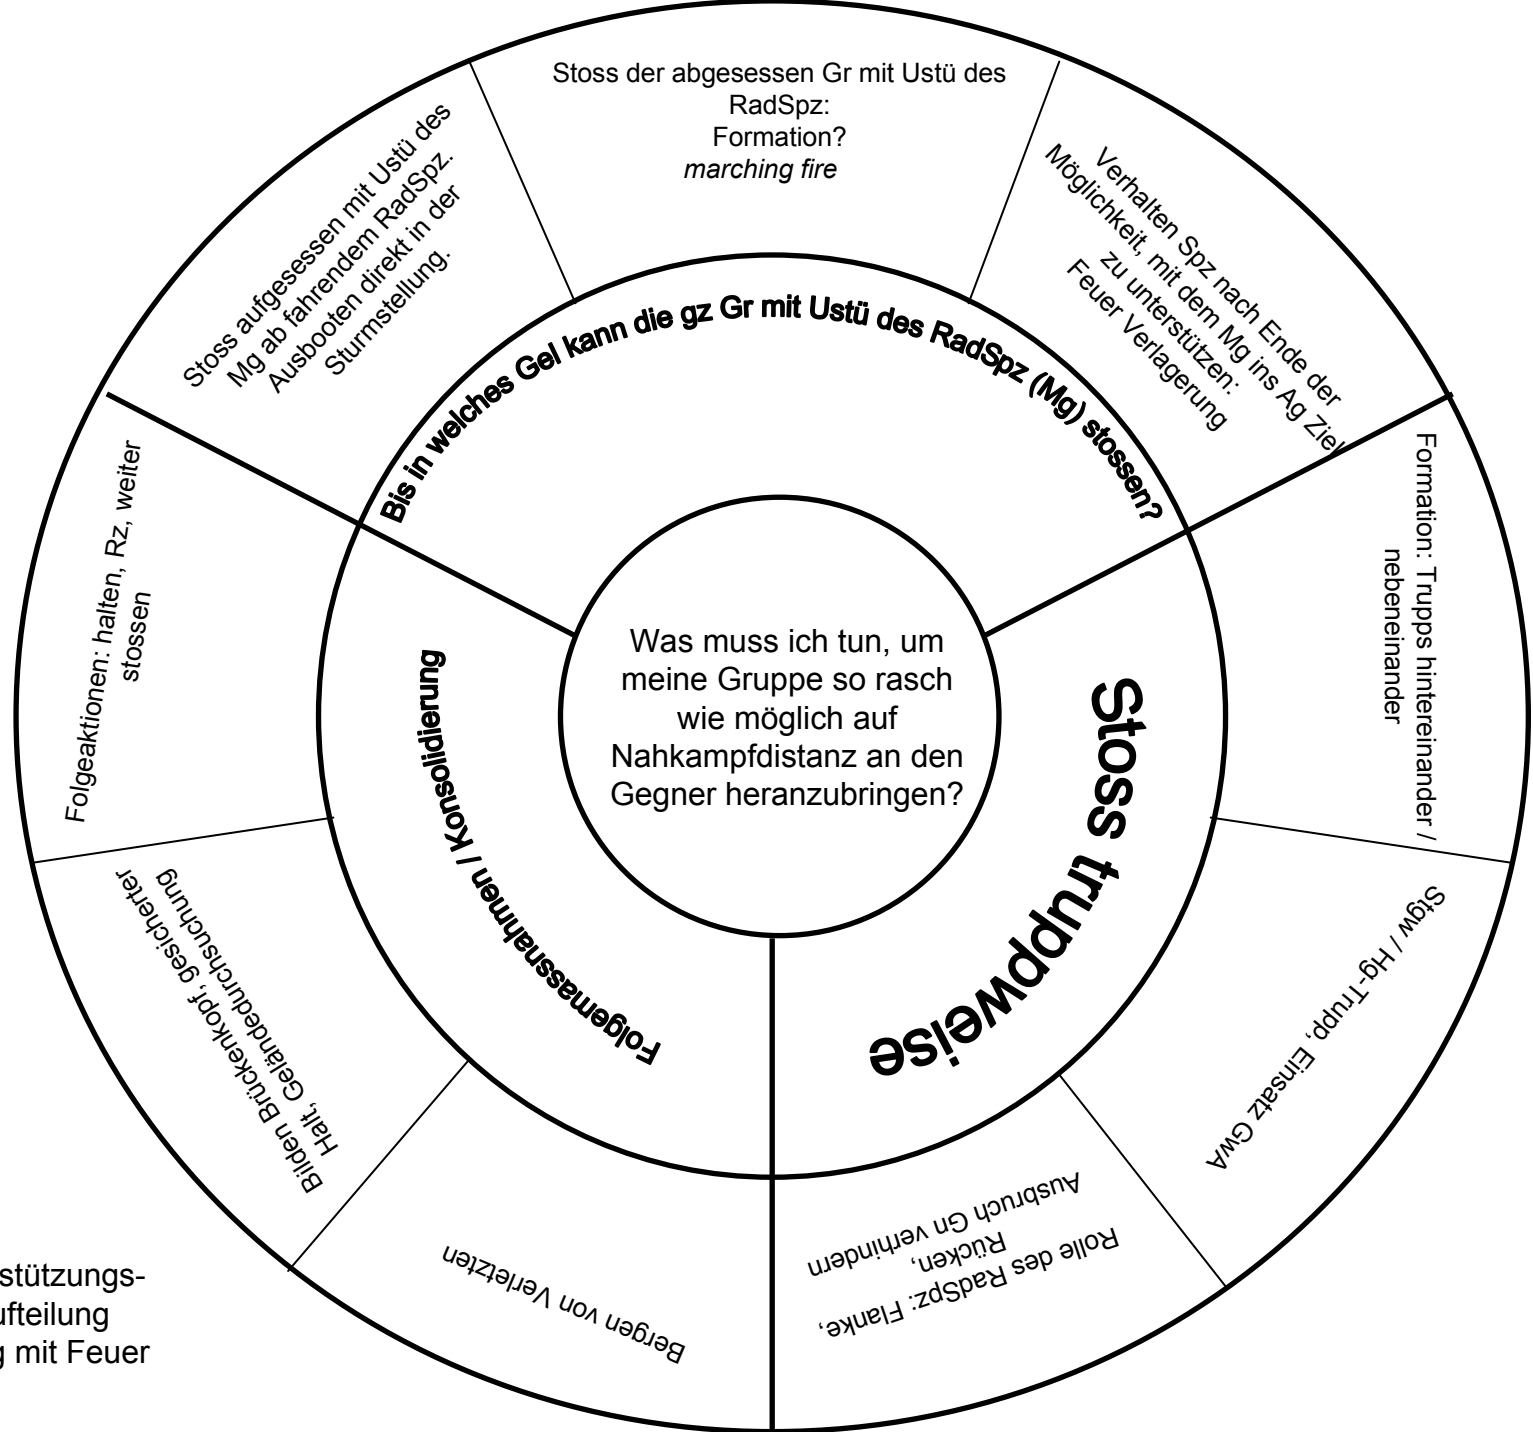 Stoss der abgesessen Gr mit Ustü des
RadSpz:
Formation?
marching fire
Verhalten Spz nach Ende der
Möglichkeit, mit dem Mg ins Ag Ziel
zu unterstützen:
Feuer Verlagerung
Formation: Trupps hintereinander /
nebeneinander
Stgw / Hg-Trupp, Einsatz GwA
Rolle des RadSpz: Flanke,
Rücken,
Ausbruch Gn verhindern
Bergen von Verletzten
Bilden Brückenkopf, gesicherter
Halt, Geländedurchsuchung
Folgeaktionen: halten, Rz, weiter
stossen
Stoss aufgesessen mit Ustü des
Mg ab fahrendem RadSpz.
Ausbooten direkt in der
Sturmstellung.
Bis in welches Gel kann die gz Gr mit Ustü des RadSpz (Mg) stossen?
Stoss truppweise
Folgemassnahmen / Konsolidierung
Was muss ich tun, um
meine Gruppe so rasch
wie möglich auf
Nahkampfdistanz an den
Gegner heranzubringen?
stützungs-
ufteilung
g mit Feuer